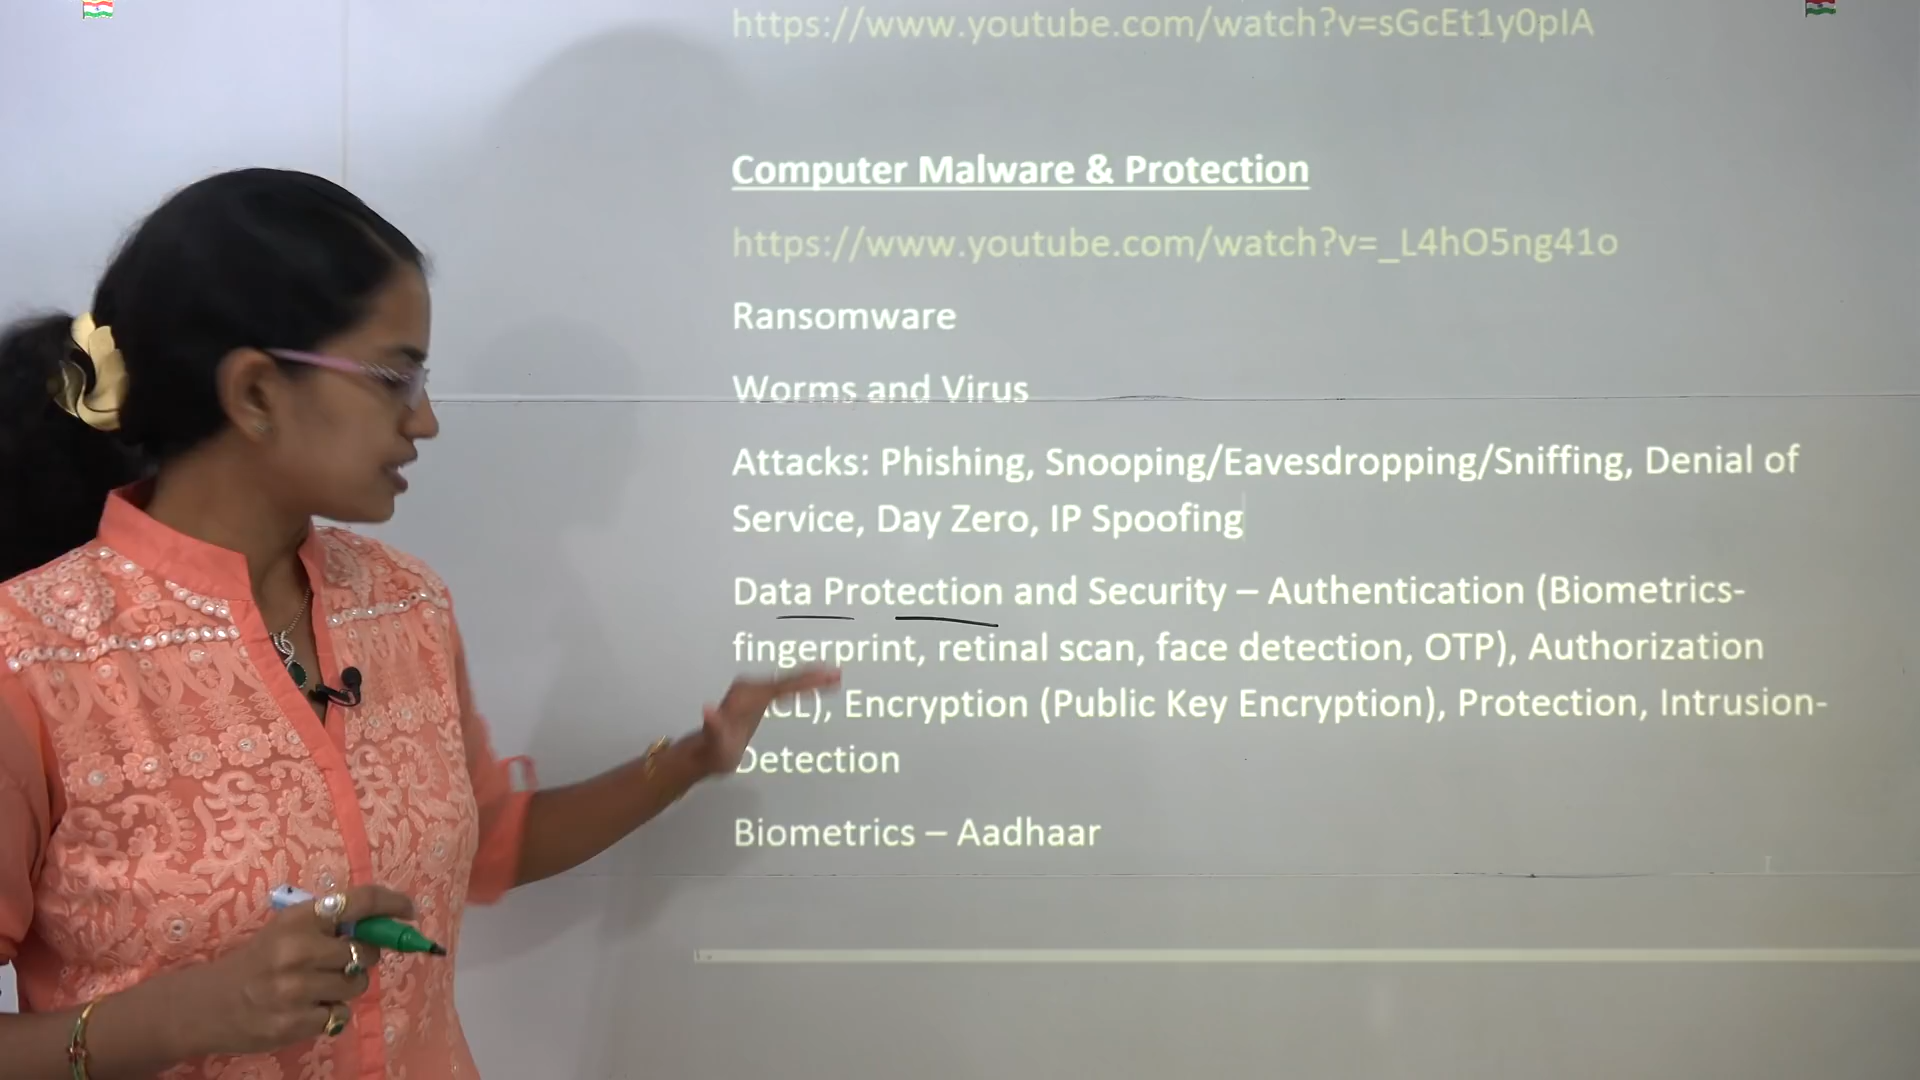 https://www.youtube.com/watch?v=sGcEt1y0pIA
Computer Malware & Protection
https://www.youtube.com/watch?v=_L4hO5ng41o
Ransomware
Worms and Virus
Attacks: Phishing, Snooping/Eavesdropping/Sniffing, Denial of
Service, Day Zero, IP Spoofing
Data Protection and Security – Authentication (Biometrics-
fingerprint, retinal scan, face detection, OTP), Authorization
CL), Encryption (Public Key Encryption), Protection, Intrusion-
Detection
Biometrics – Aadhaar